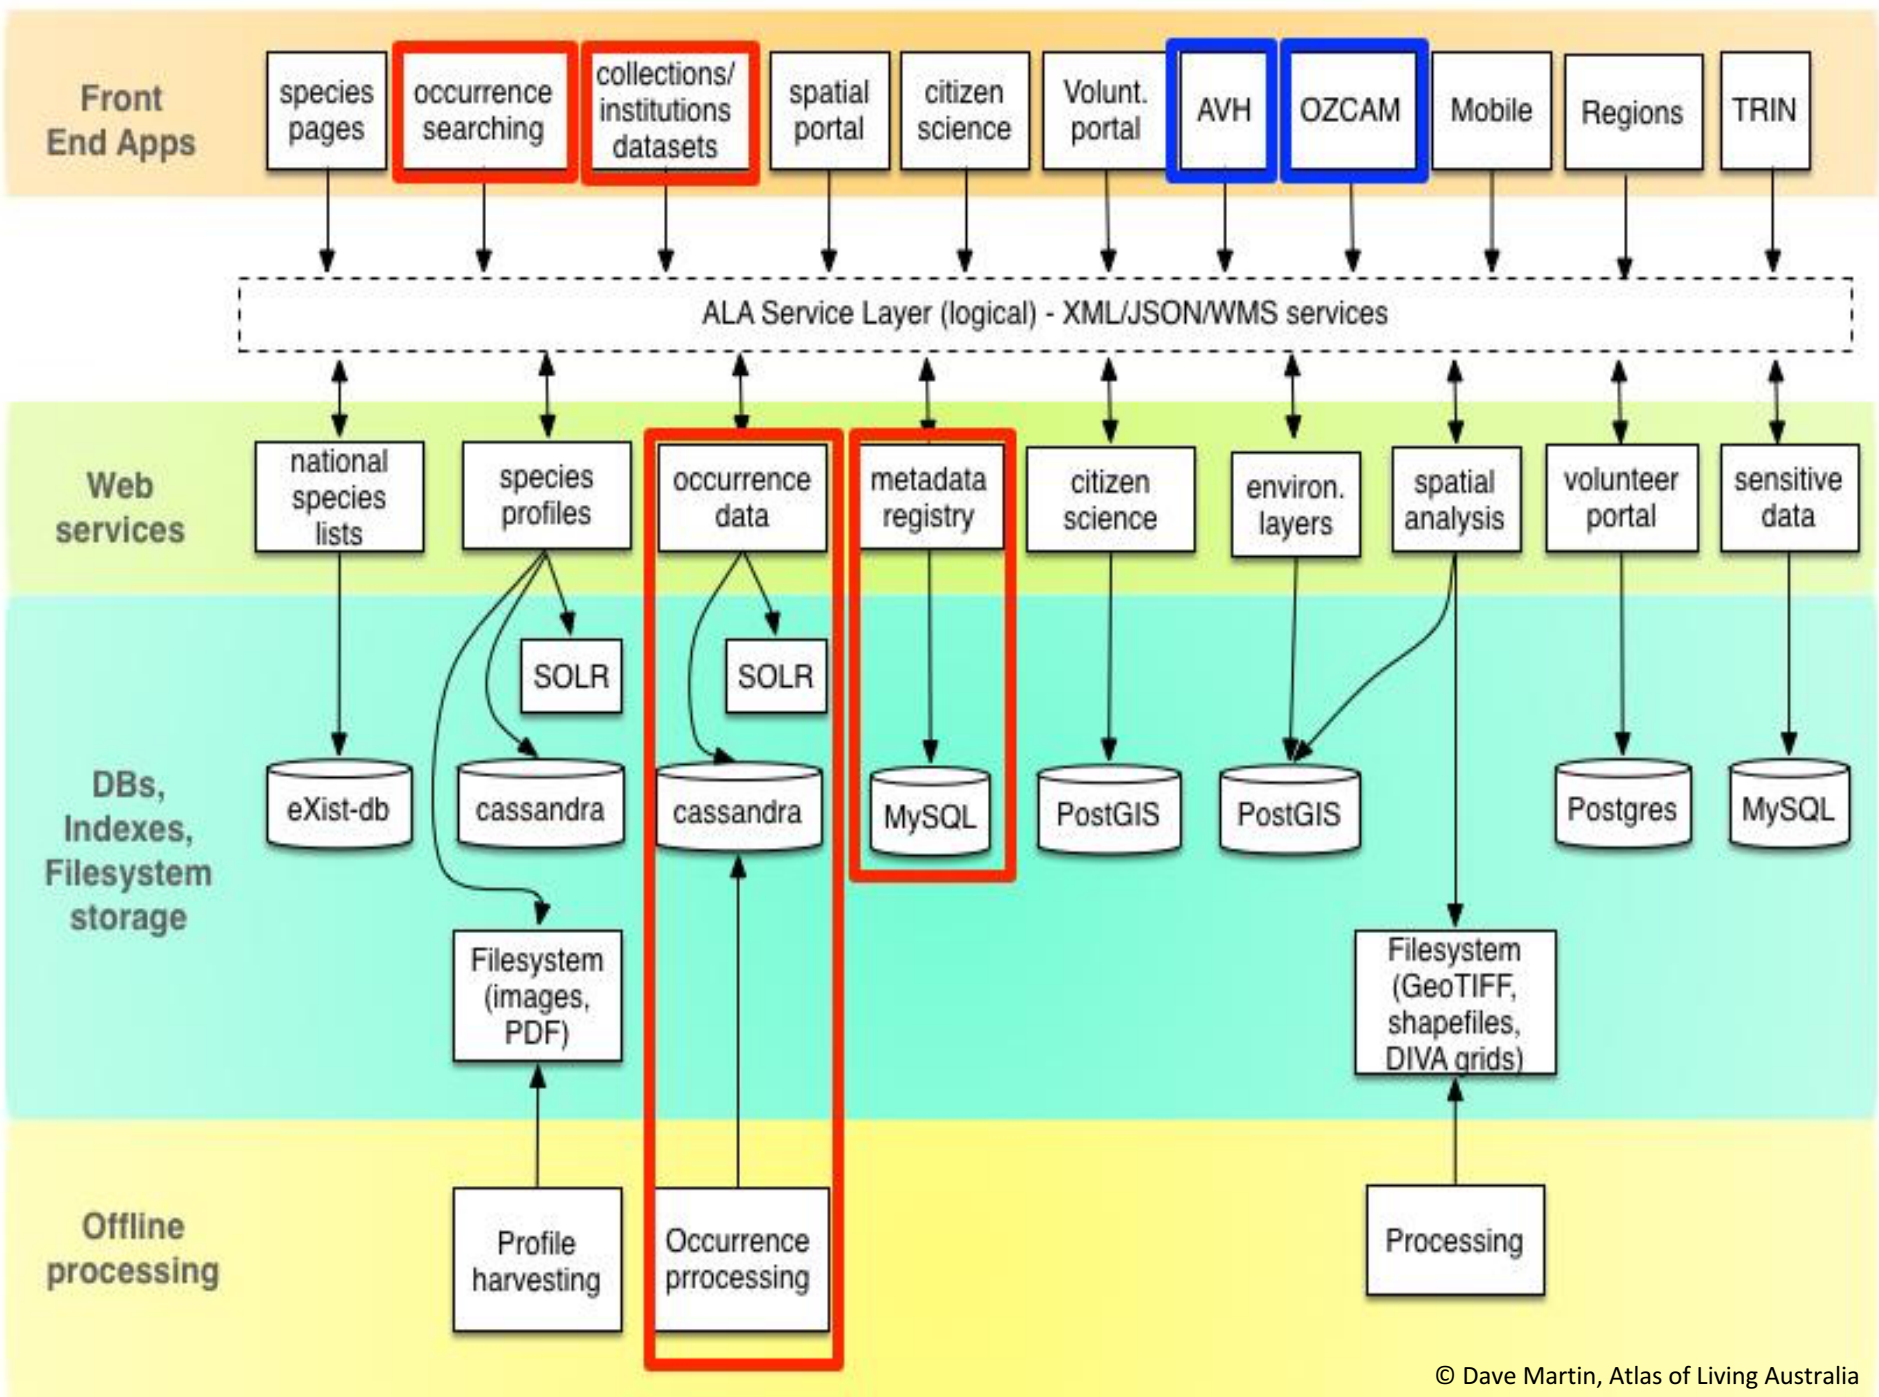 Front
End Apps
species
pages
occurrence
searching
collections/
institutions
datasets
spatial
portal
citizen
science
Volunt.
portal
AVH
OZCAM
Mobile
Regions
TRIN
ALA Service Layer (logical) - XML/JSON/WMS services
Web
services
national
species
lists
species
profiles
occurrence
data
metadata
registry
citizen
science
environ.
layers
spatial
analysis
volunteer
portal
sensitive
data
DBs,
Indexes,
Filesystem
storage
SOLR
SOLR
eXist-db
cassandra
cassandra
MySQL
PostGIS
PostGIS
Postgres
MySQL
Filesystem
(images,
PDF)
Filesystem
(GeoTIFF,
shapefiles,
DIVA grids)
Offline
processing
Profile
harvesting
Occurrence
prrocessing
Processing
© Dave Martin, Atlas of Living Australia